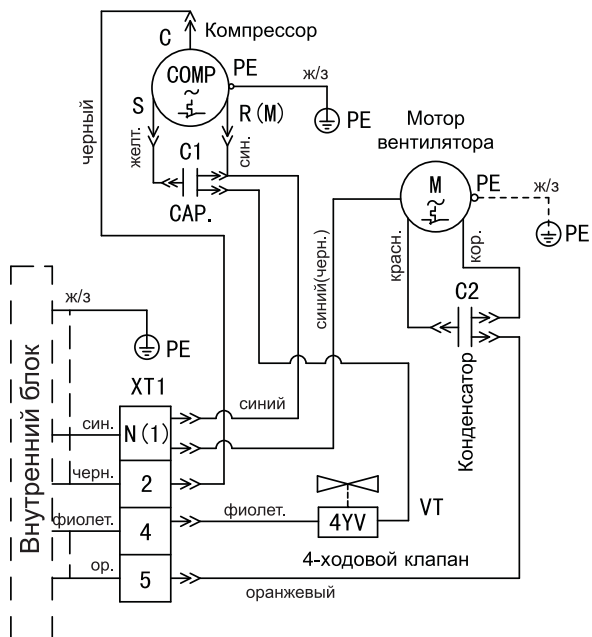 C Компрессор
COMP
PE
ж/з
S
R(M)
PE
черный
желт.
C1
син.
CAP.
Мотор
вентилятора
M
PE
ж/з
PE
красн.
кор.
синий(черн.)
C2
Конденсатор
ж/з
PE
XT1
Внутренний блок
син.
N(1)
синий
черн.
2
фиолет.
4
фиолет.
4YV
VT
4-ходовой клапан
ор.
5
оранжевый